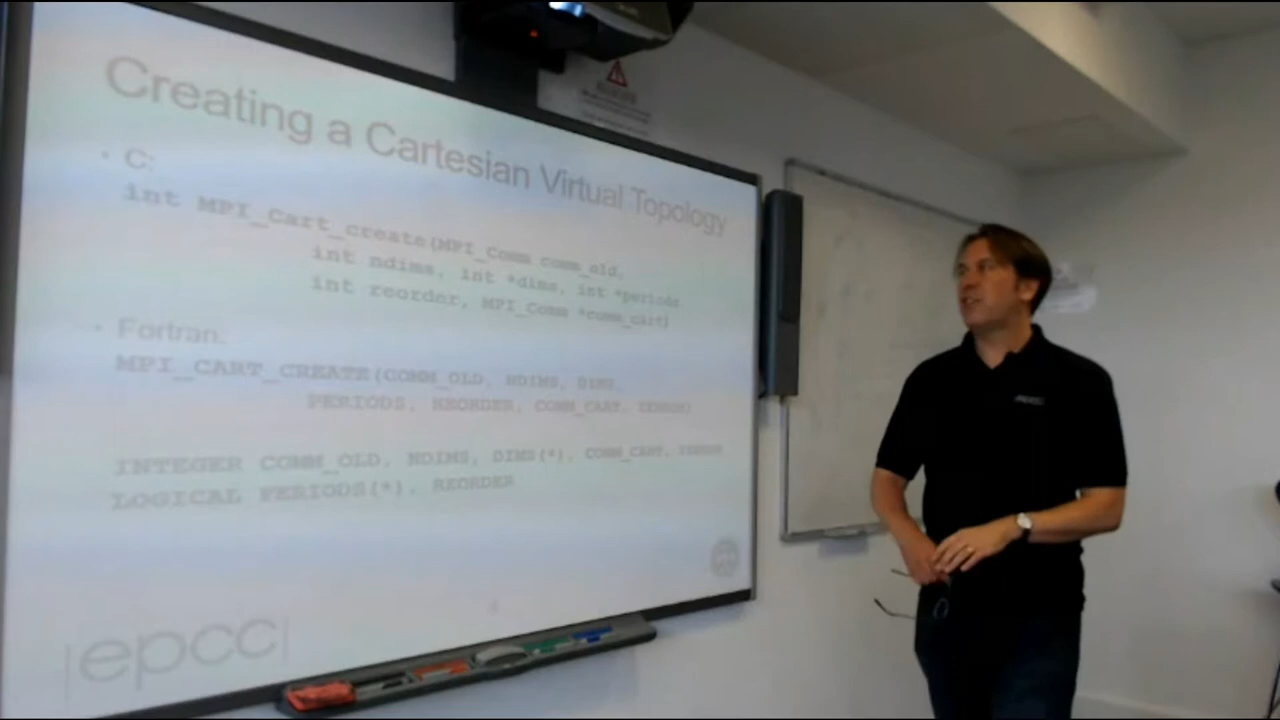 Creating a Cartesian Virtual Topology
• C:
int MPI_Cart_create(MPI_Comm comm_old,
int ndims, int *dims, int *periods
int reorder, MPI_Comm *comm_cart)
• Fortran:
MPI_CART_CREATE(COMM_OLD, NDIMS, DIMS,
PERIODS, REORDER, COMM_CART, IERROR)
INTEGER COMM_OLD, NDIMS, DIMS(*), COMM_CART, IERROR
LOGICAL PERIODS(*), REORDER
|epcc|
epcc